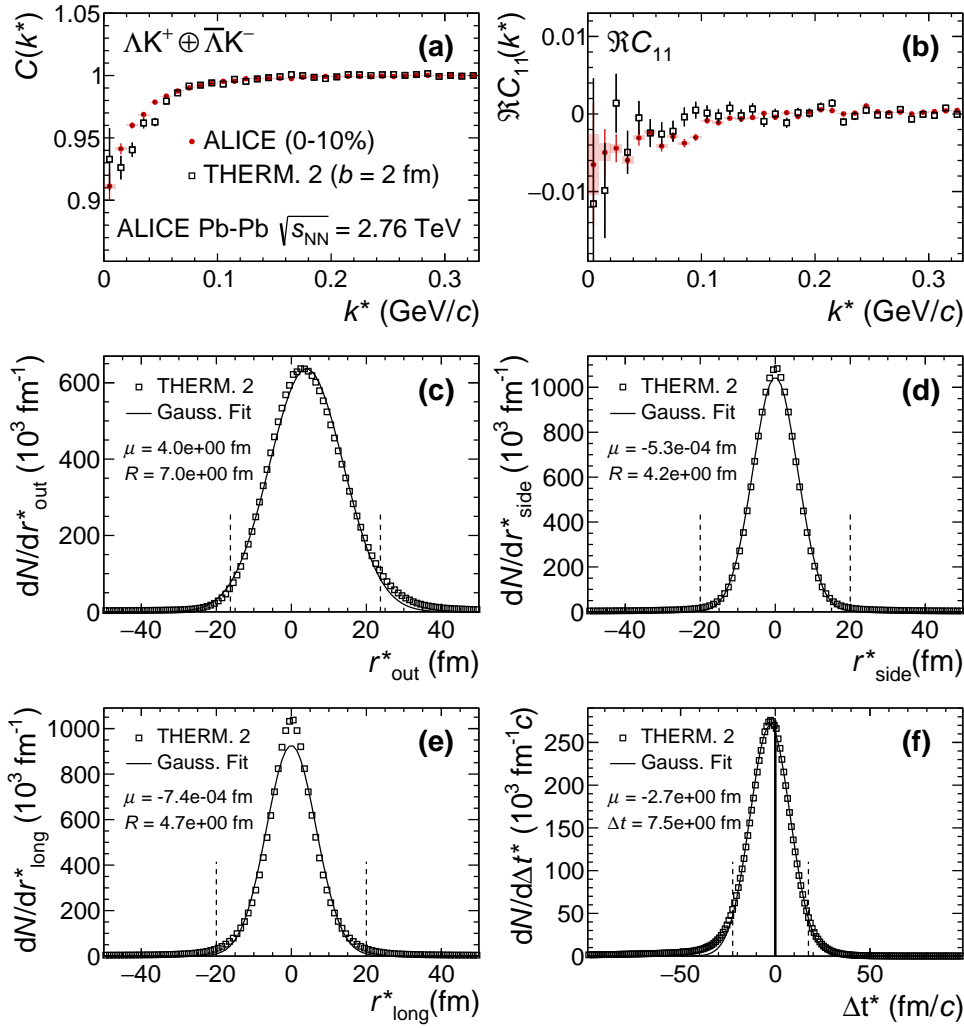 C(k*)
ΛK⁺ ⊕ Λ̅K⁻
(a)
ALICE (0-10%)
THERM. 2 (b = 2 fm)
ALICE Pb-Pb √sNN = 2.76 TeV
1.05
1
0.95
0.9
0 0.1 0.2 0.3
k* (GeV/c)
ℜC₁₁(k*)
ℜC₁₁
(b)
0.01
0
−0.01
0 0.1 0.2 0.3
k* (GeV/c)
dN/dr*out (10³ fm⁻¹)
THERM. 2
(c)
Gauss. Fit
μ = 4.0e+00 fm
R = 7.0e+00 fm
600
400
200
0
−40 −20 0 20 40
r*out (fm)
dN/dr*side (10³ fm⁻¹)
THERM. 2
(d)
Gauss. Fit
μ = -5.3e-04 fm
R = 4.2e+00 fm
1000
800
600
400
200
0
−40 −20 0 20 40
r*side (fm)
dN/dr*long (10³ fm⁻¹)
THERM. 2
(e)
Gauss. Fit
μ = -7.4e-04 fm
R = 4.7e+00 fm
1000
800
600
400
200
0
−40 −20 0 20 40
r*long (fm)
dN/dΔt* (10³ fm⁻¹c)
THERM. 2
(f)
Gauss. Fit
μ = -2.7e+00 fm
Δt = 7.5e+00 fm
250
200
150
100
50
0
−50 0 50
Δt* (fm/c)